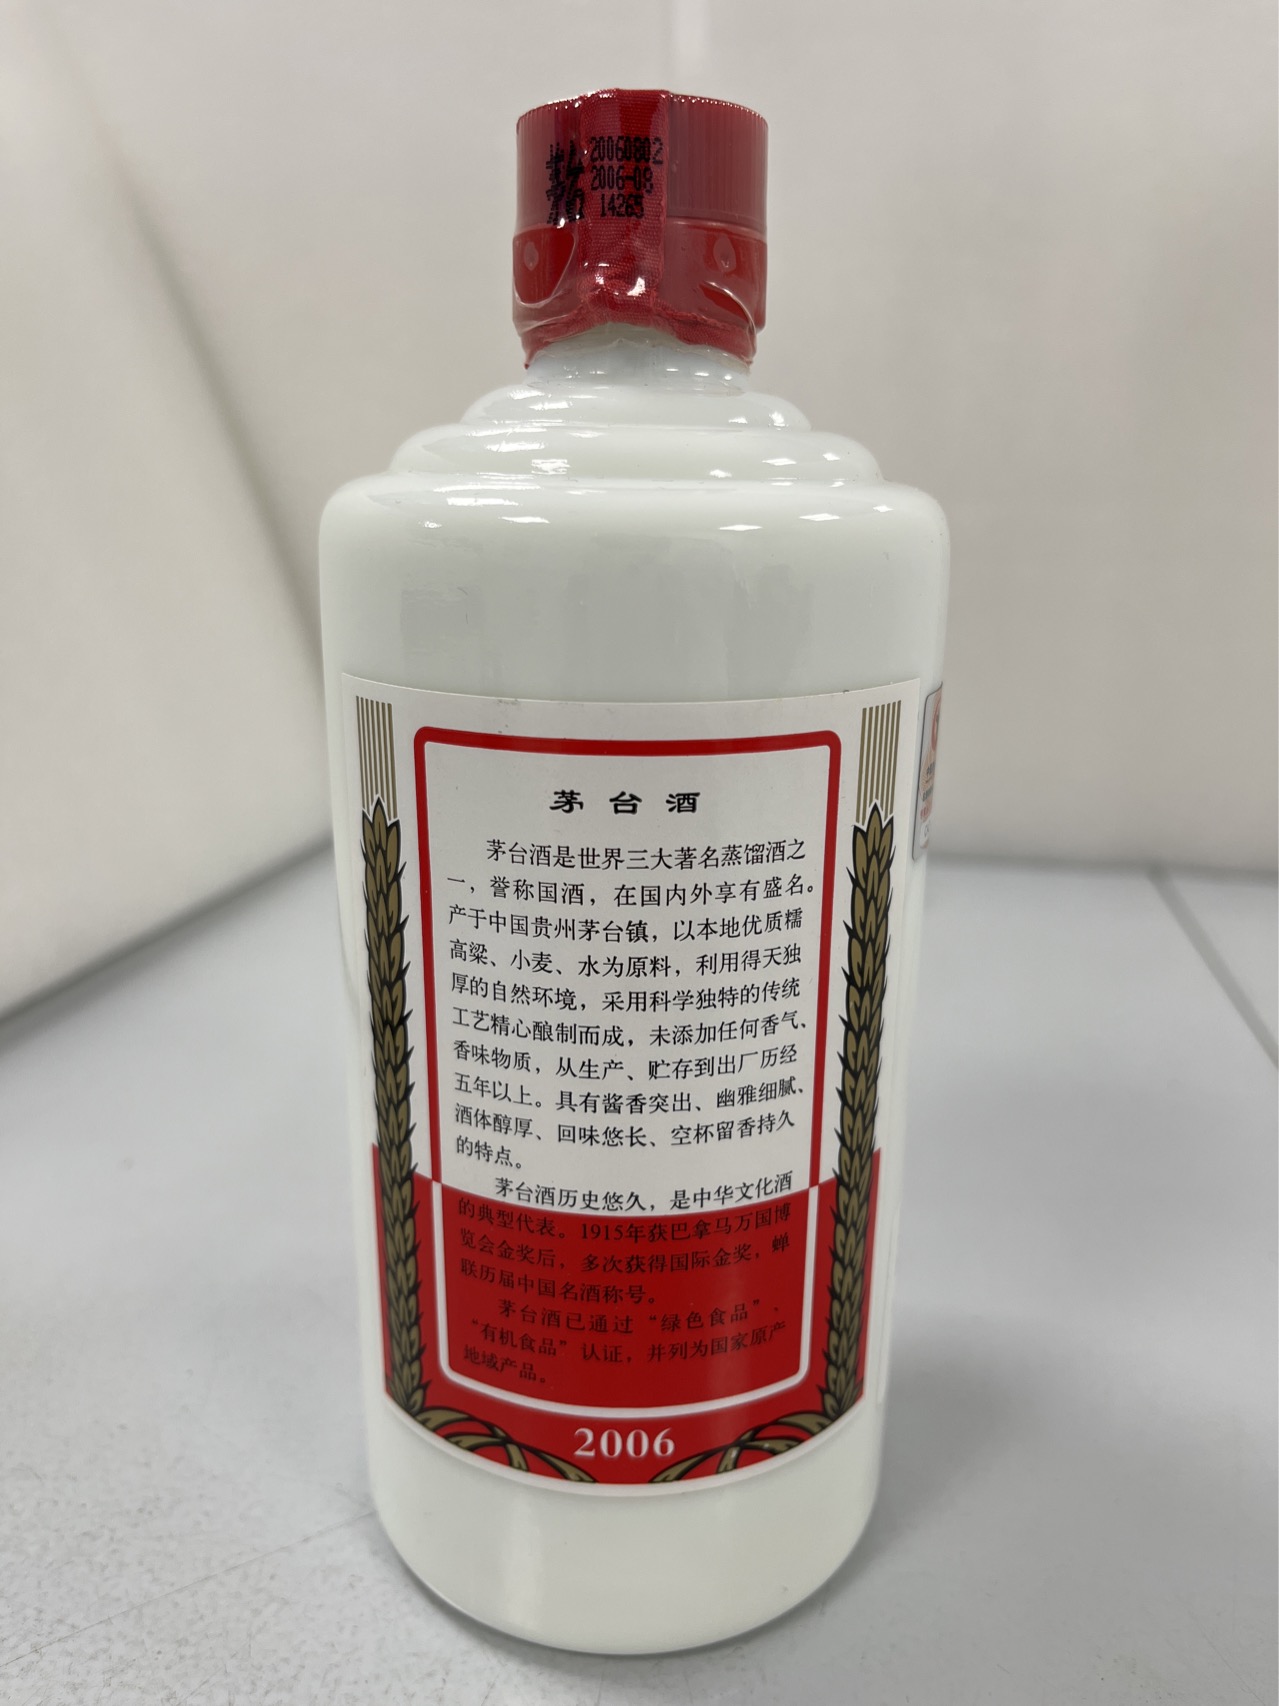 20060802
2006-08
14265
茅台酒
茅台酒是世界三大著名蒸馏酒之
一，誉称国酒，在国内外享有盛名。
产于中国贵州茅台镇，以本地优质糯
高粱、小麦、水为原料，利用得天独
厚的自然环境，采用科学独特的传统
工艺精心酿制而成，未添加任何香气、
香味物质，从生产、贮存到出厂历经
五年以上。具有酱香突出、幽雅细腻、
酒体醇厚、回味悠长、空杯留香持久
的特点。
茅台酒历史悠久，是中华文化酒
的典型代表。1915年获巴拿马万国博
览会金奖后，多次获得国际金奖，蝉
联历届中国名酒称号。
茅台酒已通过“绿色食品”、
“有机食品”认证，并列为国家原产
地域产品。
2006